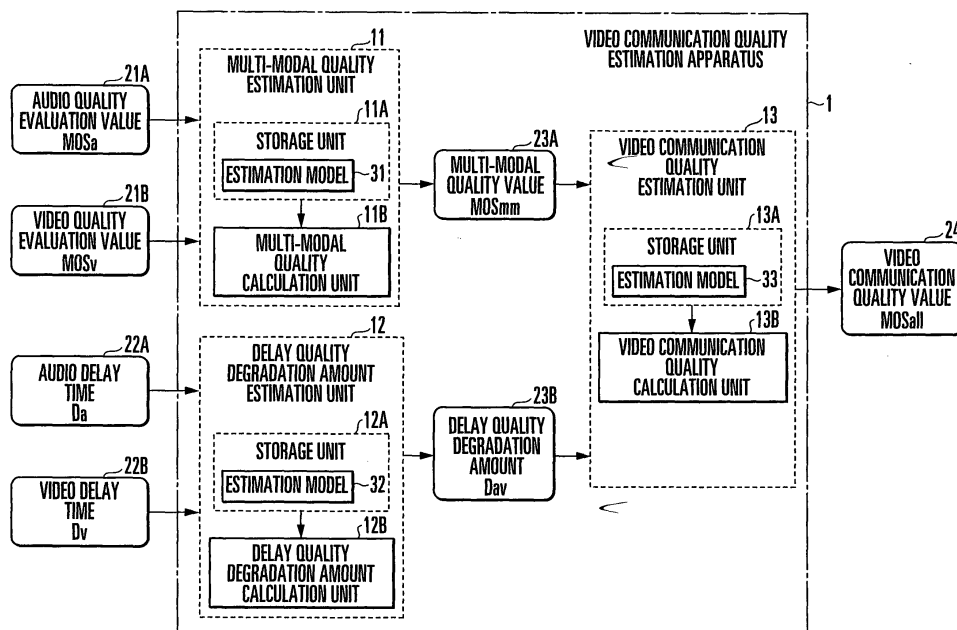 11
VIDEO COMMUNICATION QUALITY
ESTIMATION APPARATUS
1
21A
AUDIO QUALITY
EVALUATION VALUE
MOSa
21B
VIDEO QUALITY
EVALUATION VALUE
MOSv
MULTI-MODAL QUALITY
ESTIMATION UNIT
11A
STORAGE UNIT
ESTIMATION MODEL
31
11B
MULTI-MODAL
QUALITY
CALCULATION UNIT
23A
MULTI-MODAL
QUALITY VALUE
MOSmm
13
VIDEO COMMUNICATION
QUALITY
ESTIMATION UNIT
13A
STORAGE UNIT
ESTIMATION MODEL
33
13B
VIDEO COMMUNICATION
QUALITY
CALCULATION UNIT
24
VIDEO
COMMUNICATION
QUALITY VALUE
MOSall
22A
AUDIO DELAY
TIME
Da
22B
VIDEO DELAY
TIME
Dv
12
DELAY QUALITY
DEGRADATION AMOUNT
ESTIMATION UNIT
12A
STORAGE UNIT
ESTIMATION MODEL
32
12B
DELAY QUALITY
DEGRADATION AMOUNT
CALCULATION UNIT
23B
DELAY QUALITY
DEGRADATION
AMOUNT
Dav